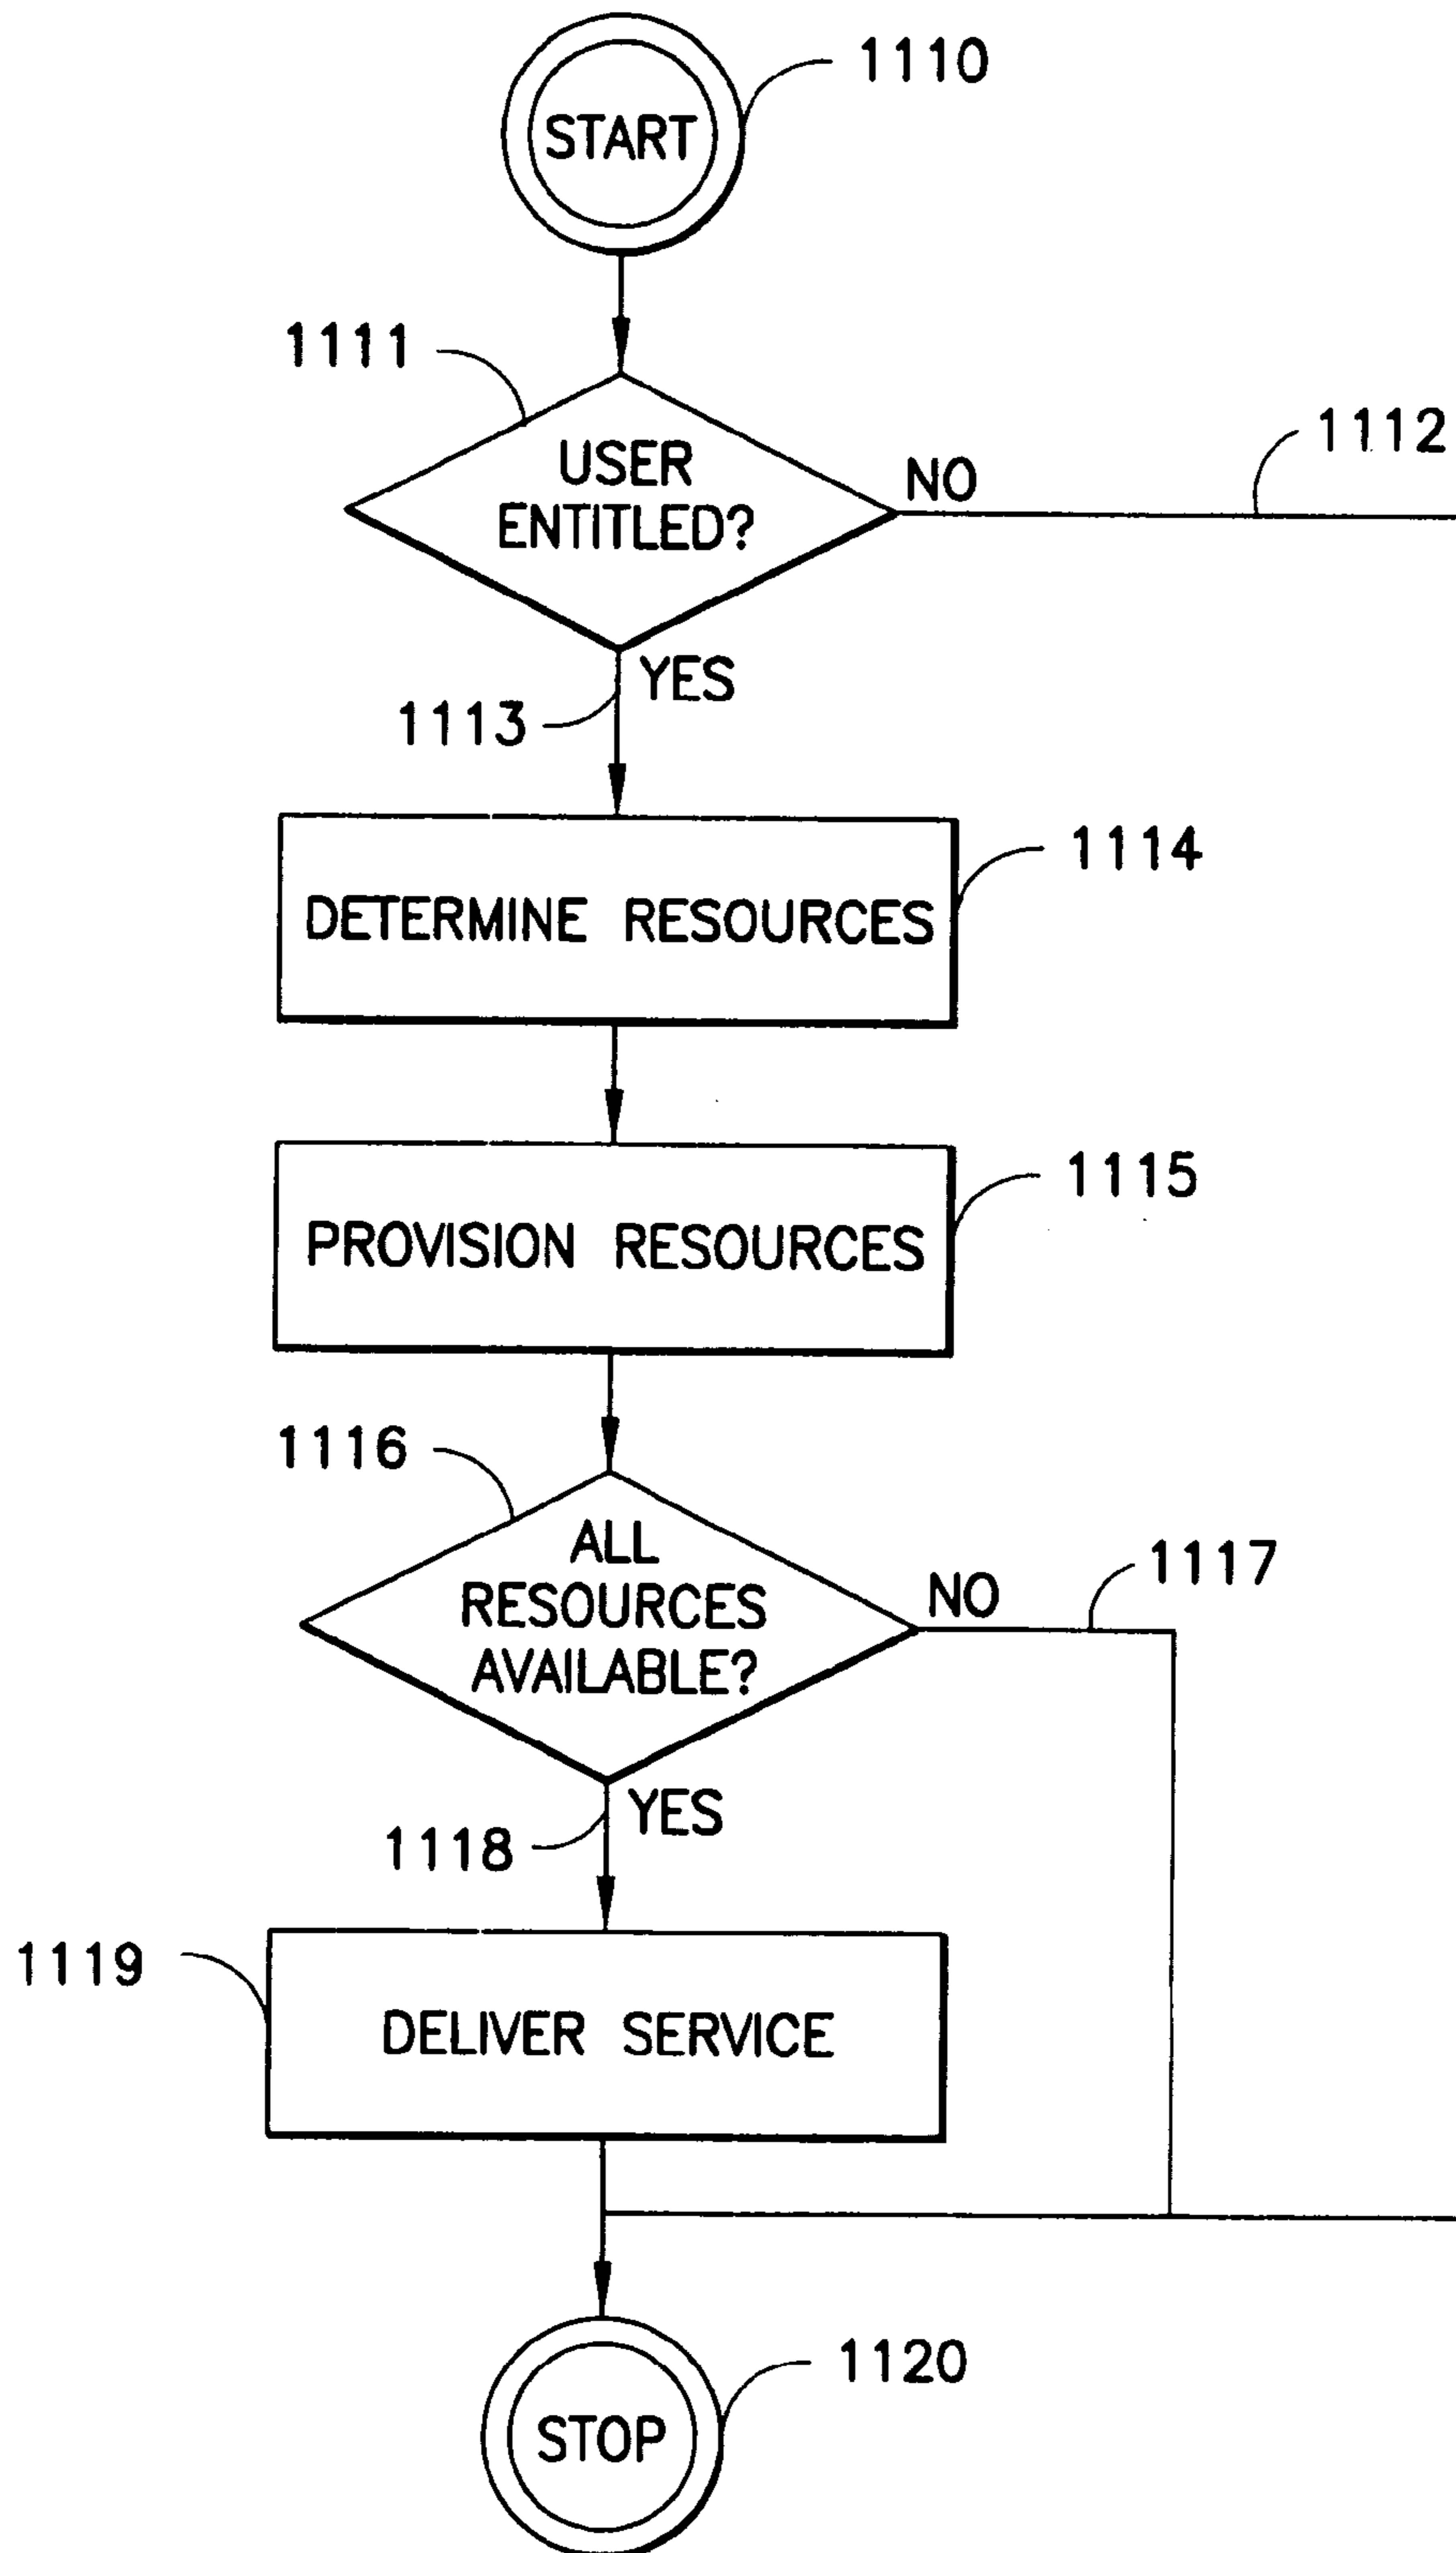 1110
START
1111
USER
ENTITLED?
NO
1112
YES
1113
1114
DETERMINE RESOURCES
1115
PROVISION RESOURCES
1116
ALL
RESOURCES
AVAILABLE?
NO
1117
YES
1118
1119
DELIVER SERVICE
1120
STOP